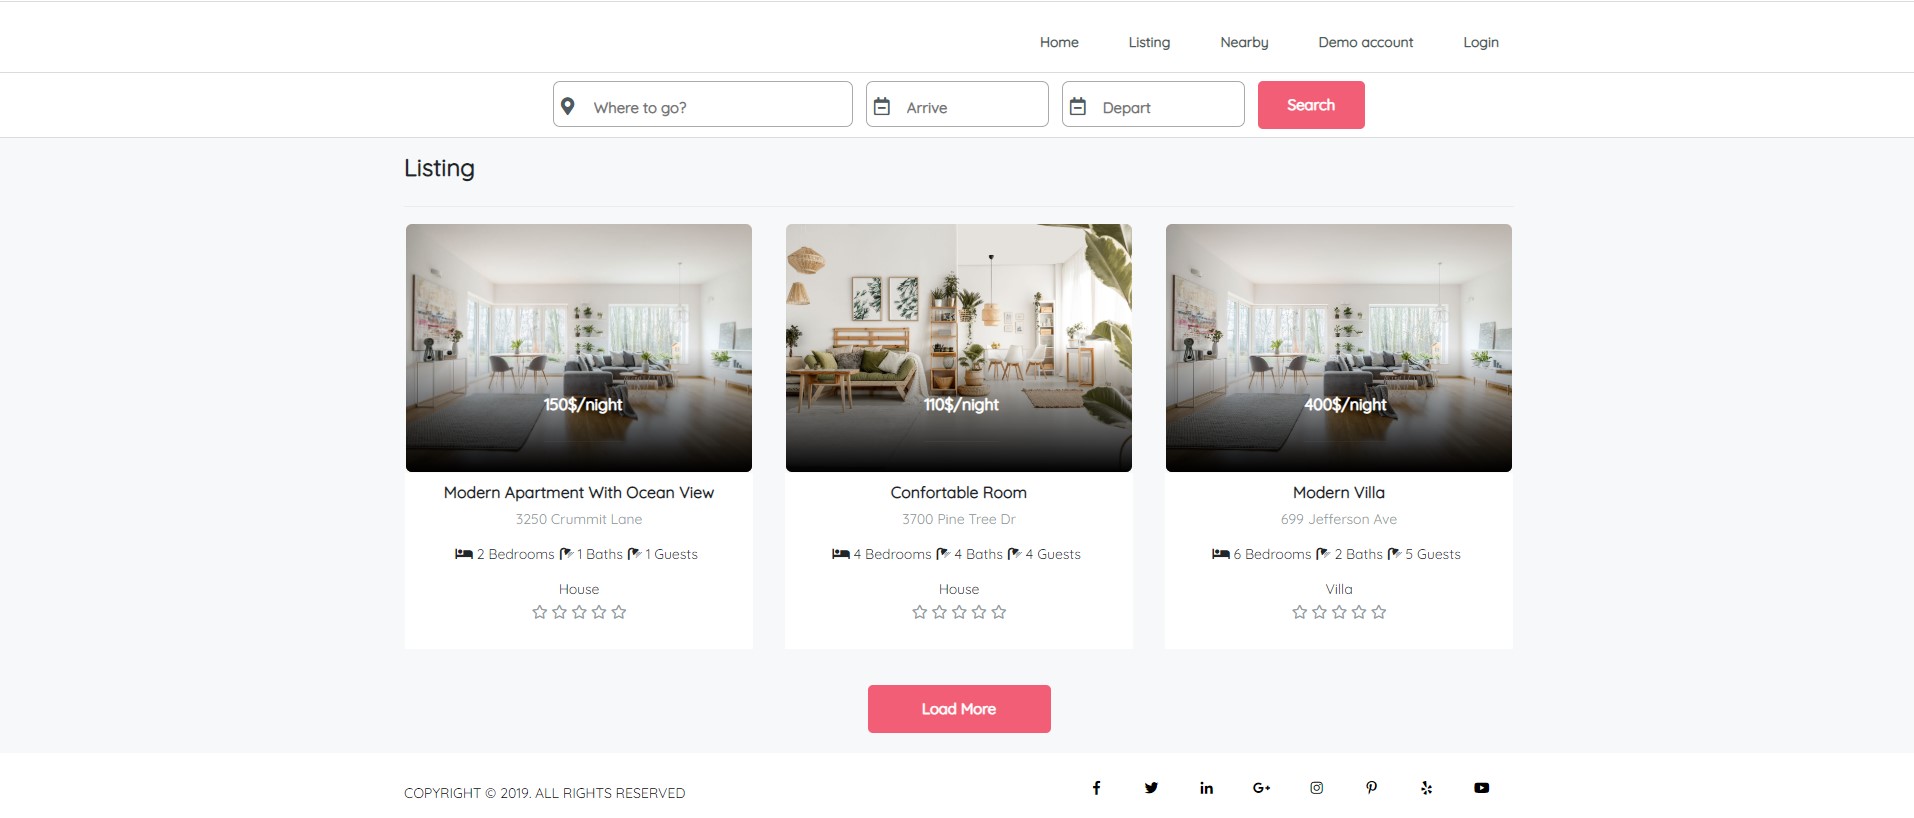 Home Listing Nearby Demo account Login
Where to go? Arrive Depart Search
Listing
150$/night 110$/night 400$/night
Modern Apartment With Ocean View Confortable Room Modern Villa
3250 Crummit Lane 3700 Pine Tree Dr 699 Jefferson Ave
2 Bedrooms 1 Baths 1 Guests 4 Bedrooms 4 Baths 4 Guests 6 Bedrooms 2 Baths 5 Guests
House House Villa
Load More
COPYRIGHT © 2019. ALL RIGHTS RESERVED